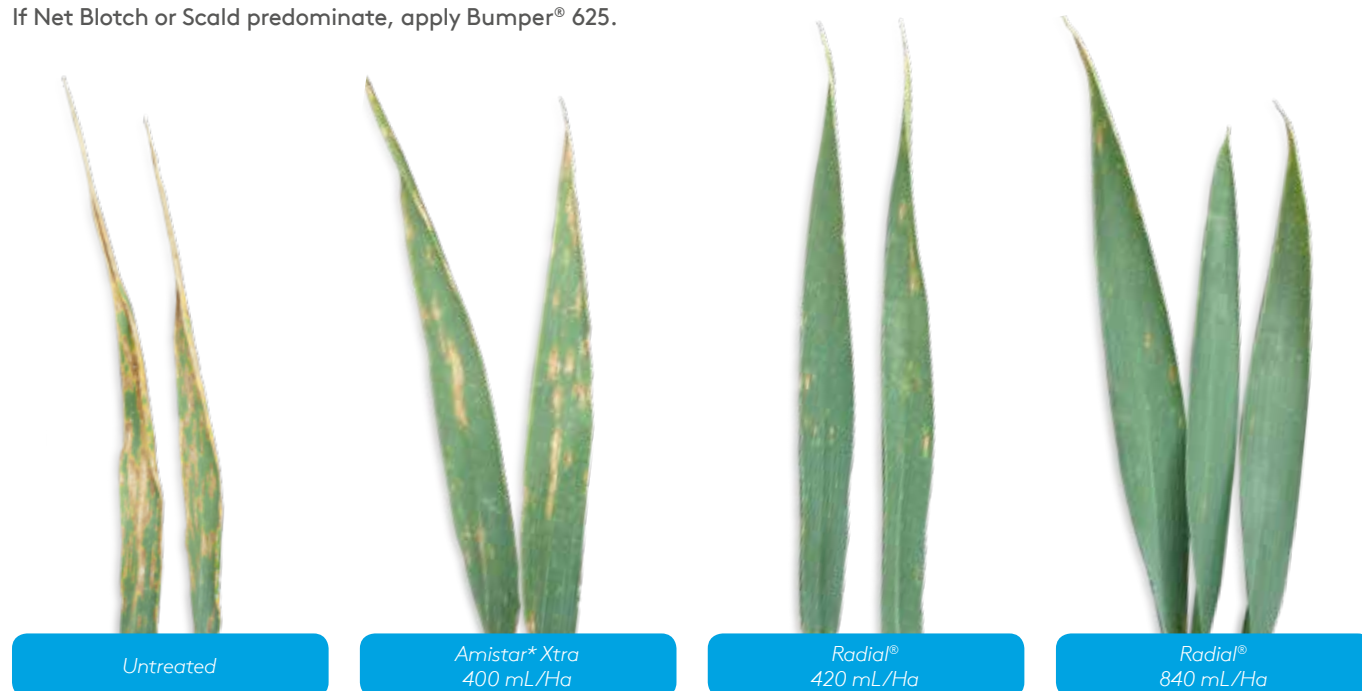 If Net Blotch or Scald predominate, apply Bumper® 625.
Untreated
Amistar* Xtra
400 mL/Ha
Radial®
420 mL/Ha
Radial®
840 mL/Ha